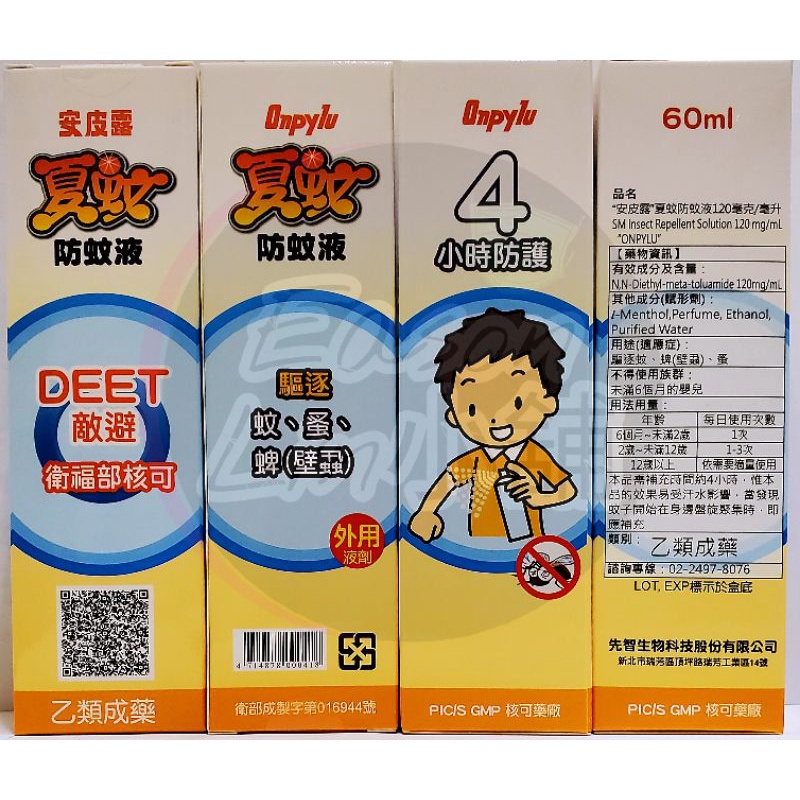 安皮露
夏蚊
防蚊液
DEET
敵避
衛福部核可
乙類成藥
Onpylu
夏蚊
防蚊液
驅逐
蚊、蚤、
蜱(壁蝨)
外用
液劑
衛部成製字第016944號
Onpylu
4
小時防護
PIC/S GMP 核可藥廠
60ml
品名
"安皮露"夏蚊防蚊液120毫克/毫升
SM Insect Repellent Solution 120 mg/mL
"ONPYLU"
【藥物資訊】
有效成分及含量：
N,N-Diethyl-meta-toluamide 120mg/mL
其他成分(賦形劑)：
l-Menthol,Perfume, Ethanol,
Purified Water
用途(適應症)：
驅逐蚊、蜱(壁蝨)、蚤
不得使用族群：
未滿6個月的嬰兒
用法用量：
年齡 每日使用次數
6個月~未滿2歲 1次
2歲~未滿12歲 1-3次
12歲以上 依需要適量使用
本品需補充時間約4小時，惟本
品的效果易受汗水影響，當發現
蚊子開始在身邊盤旋聚集時，即
應補充
類別： 乙類成藥
諮詢專線：02-2497-8076
LOT, EXP標示於盒底
先智生物科技股份有限公司
新北市瑞芳區頂坪路瑞芳工業區14號
PIC/S GMP 核可藥廠